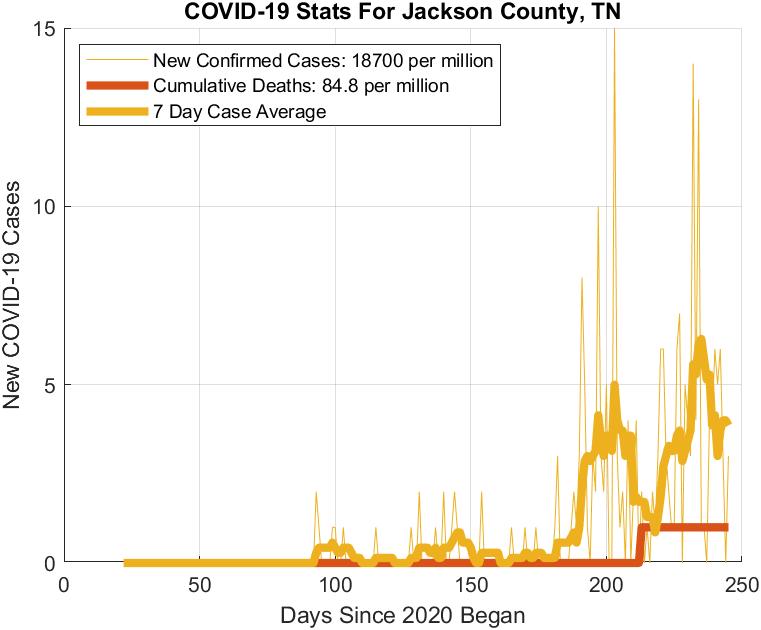 COVID-19 Stats For Jackson County, TN
15
New Confirmed Cases: 18700 per million
Cumulative Deaths: 84.8 per million
7 Day Case Average
10
New COVID-19 Cases
5
0
0 50 100 150 200 250
Days Since 2020 Began